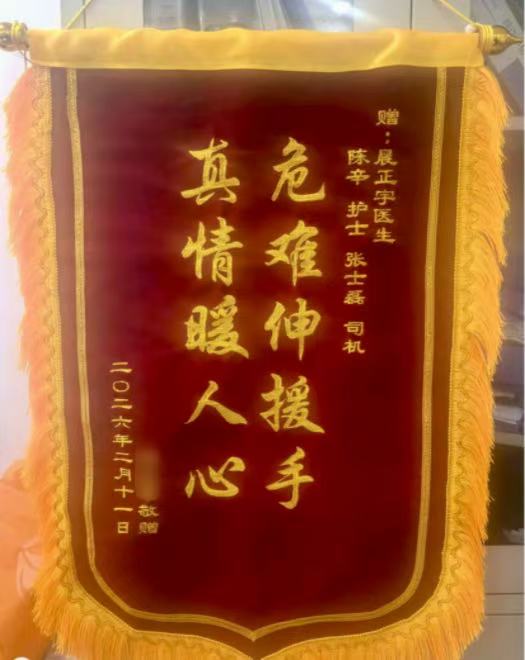 赠：展正宇医生
陈辛 护士 张士磊 司机
危难伸援手
真情暖人心
敬赠
二〇二六年二月十一日